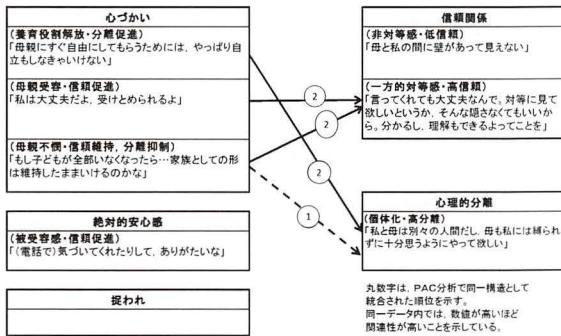 心づかい
(養育役割解放・分離促進)
「母親にすぐ自由にしてもらうためには、やっぱり自
立もしなきゃいけない」
(母親受容・信頼促進)
「私は大丈夫だよ、受けとめられるよ」
(母親不憫・信頼維持、分離抑制)
「もし子どもが全部いなくなったら…家族としての形
は維持したままいけるのかな」
絶対的安心感
(被受容感・信頼促進)
「(電話で)気づいてくれたりして、ありがたいな」
捉われ
2
2
2
1
信頼関係
(非対等感・低信頼)
「母と私の間に壁があって見えない」
(一方的対等感・高信頼)
「言ってくれても大丈夫なんで。対等に見て
欲しいというか、そんな隠さなくてもいいか
ら。分かるし、理解もできるよってことを」
心理的分離
(個体化・高分離)
「私と母は別々の人間だし、母も私には縛られ
ずに十分思うようにやって欲しい」
丸数字は、PAC分析で同一構造として
統合された順位を示す。
同一データ内では、数値が高いほど
関連性が高いことを示している。